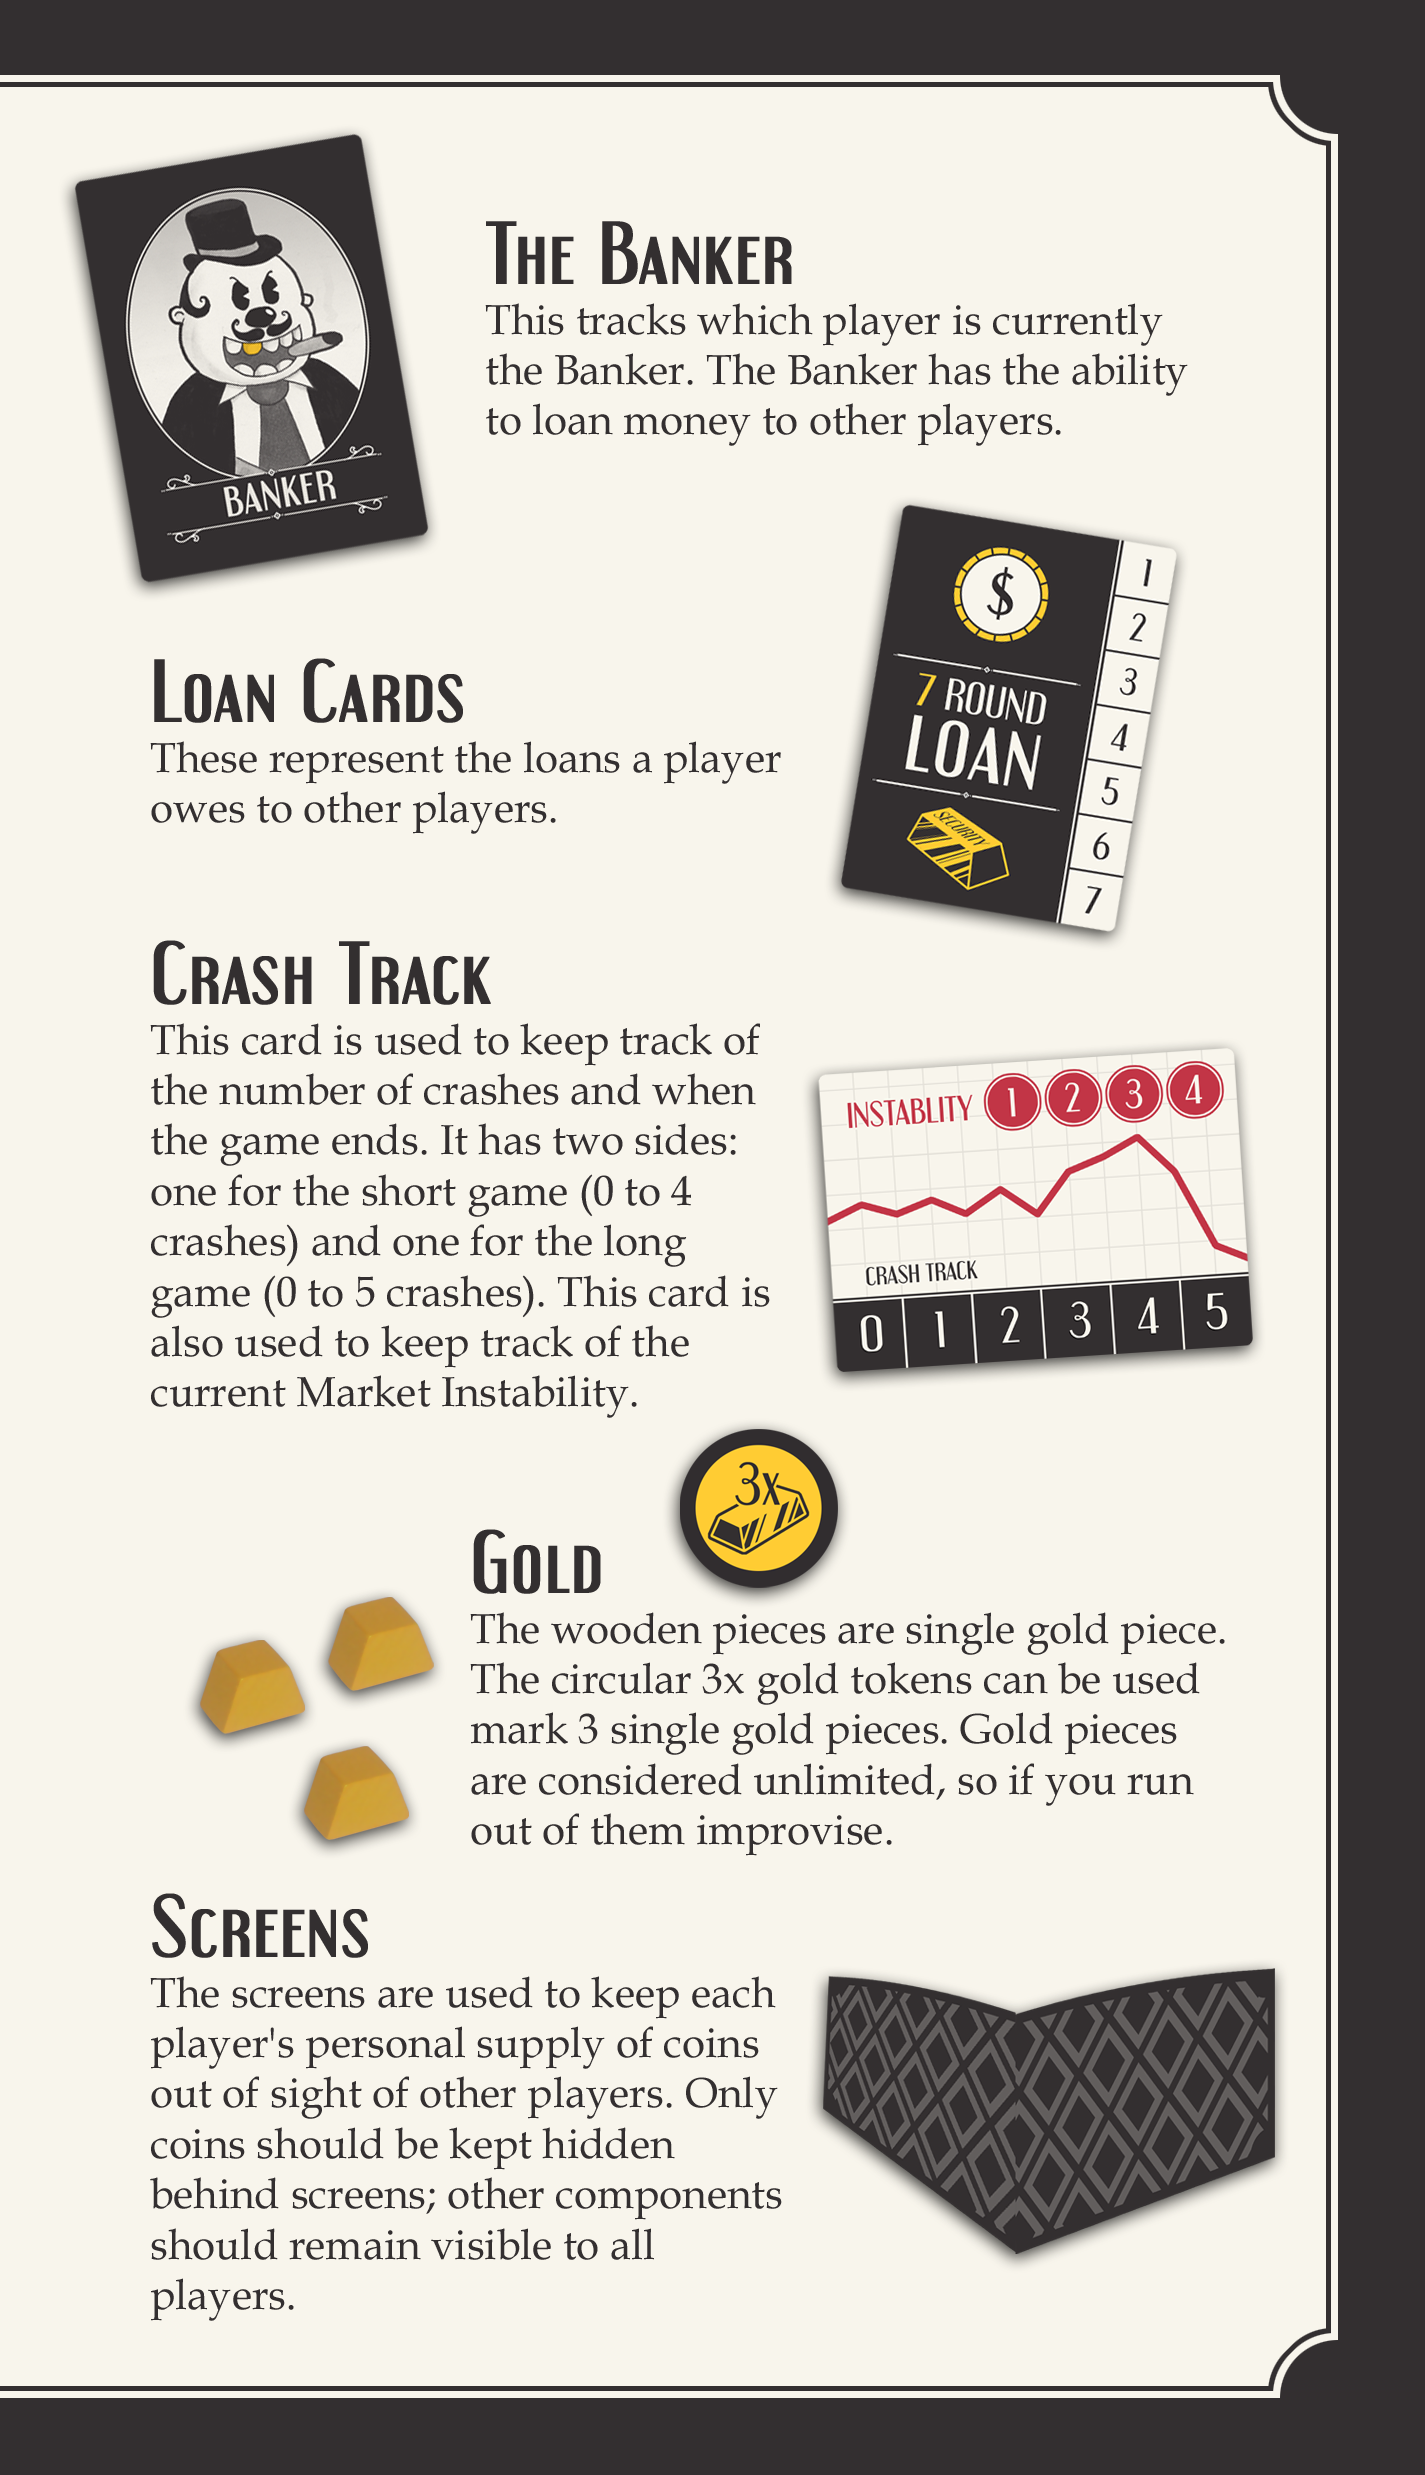 BANKER
The Banker
This tracks which player is currently
the Banker. The Banker has the ability
to loan money to other players.
$
7 ROUND
LOAN
SECURITY
1
2
3
4
5
6
7
Loan Cards
These represent the loans a player
owes to other players.
Crash Track
This card is used to keep track of
the number of crashes and when
the game ends. It has two sides:
one for the short game (0 to 4
crashes) and one for the long
game (0 to 5 crashes). This card is
also used to keep track of the
current Market Instability.
INSTABLITY 1 2 3 4
CRASH TRACK
0 1 2 3 4 5
3x
Gold
The wooden pieces are single gold piece.
The circular 3x gold tokens can be used
mark 3 single gold pieces. Gold pieces
are considered unlimited, so if you run
out of them improvise.
Screens
The screens are used to keep each
player's personal supply of coins
out of sight of other players. Only
coins should be kept hidden
behind screens; other components
should remain visible to all
players.